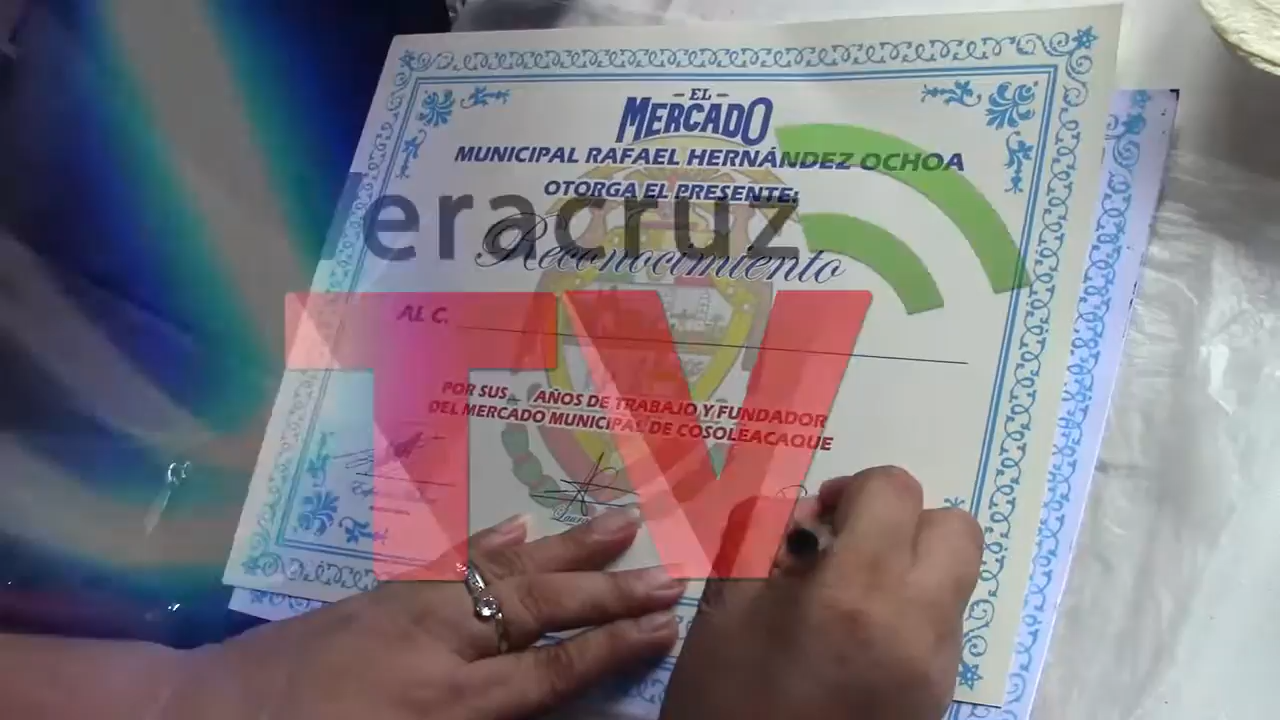 EL
MERCADO
MUNICIPAL RAFAEL HERNÁNDEZ OCHOA
OTORGA EL PRESENTE:
eracruz
Reconocimiento
TV
AL C.
POR SUS__ AÑOS DE TRABAJO Y FUNDADOR
DEL MERCADO MUNICIPAL DE COSOLEACAQUE